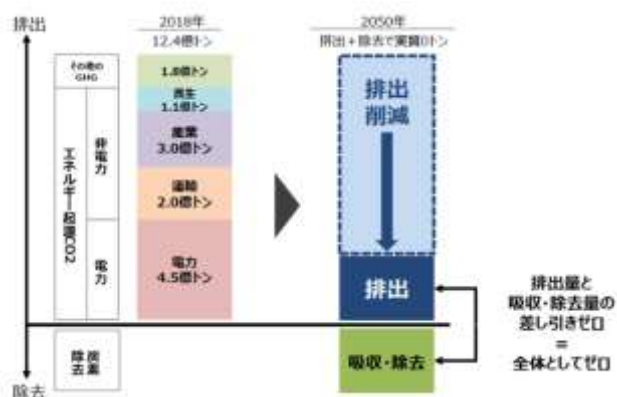 排出
2018年
12.4億トン
2050年
排出＋除去で実質0トン
その他の
GHG
1.8億トン
民生
1.1億トン
産業
3.0億トン
運輸
2.0億トン
電力
4.5億トン
エネルギー起源CO2
非電力
電力
排出
削減
排出
吸収・除去
排出量と
吸収・除去量の
差し引きゼロ
=
全体としてゼロ
炭素
除去
除去